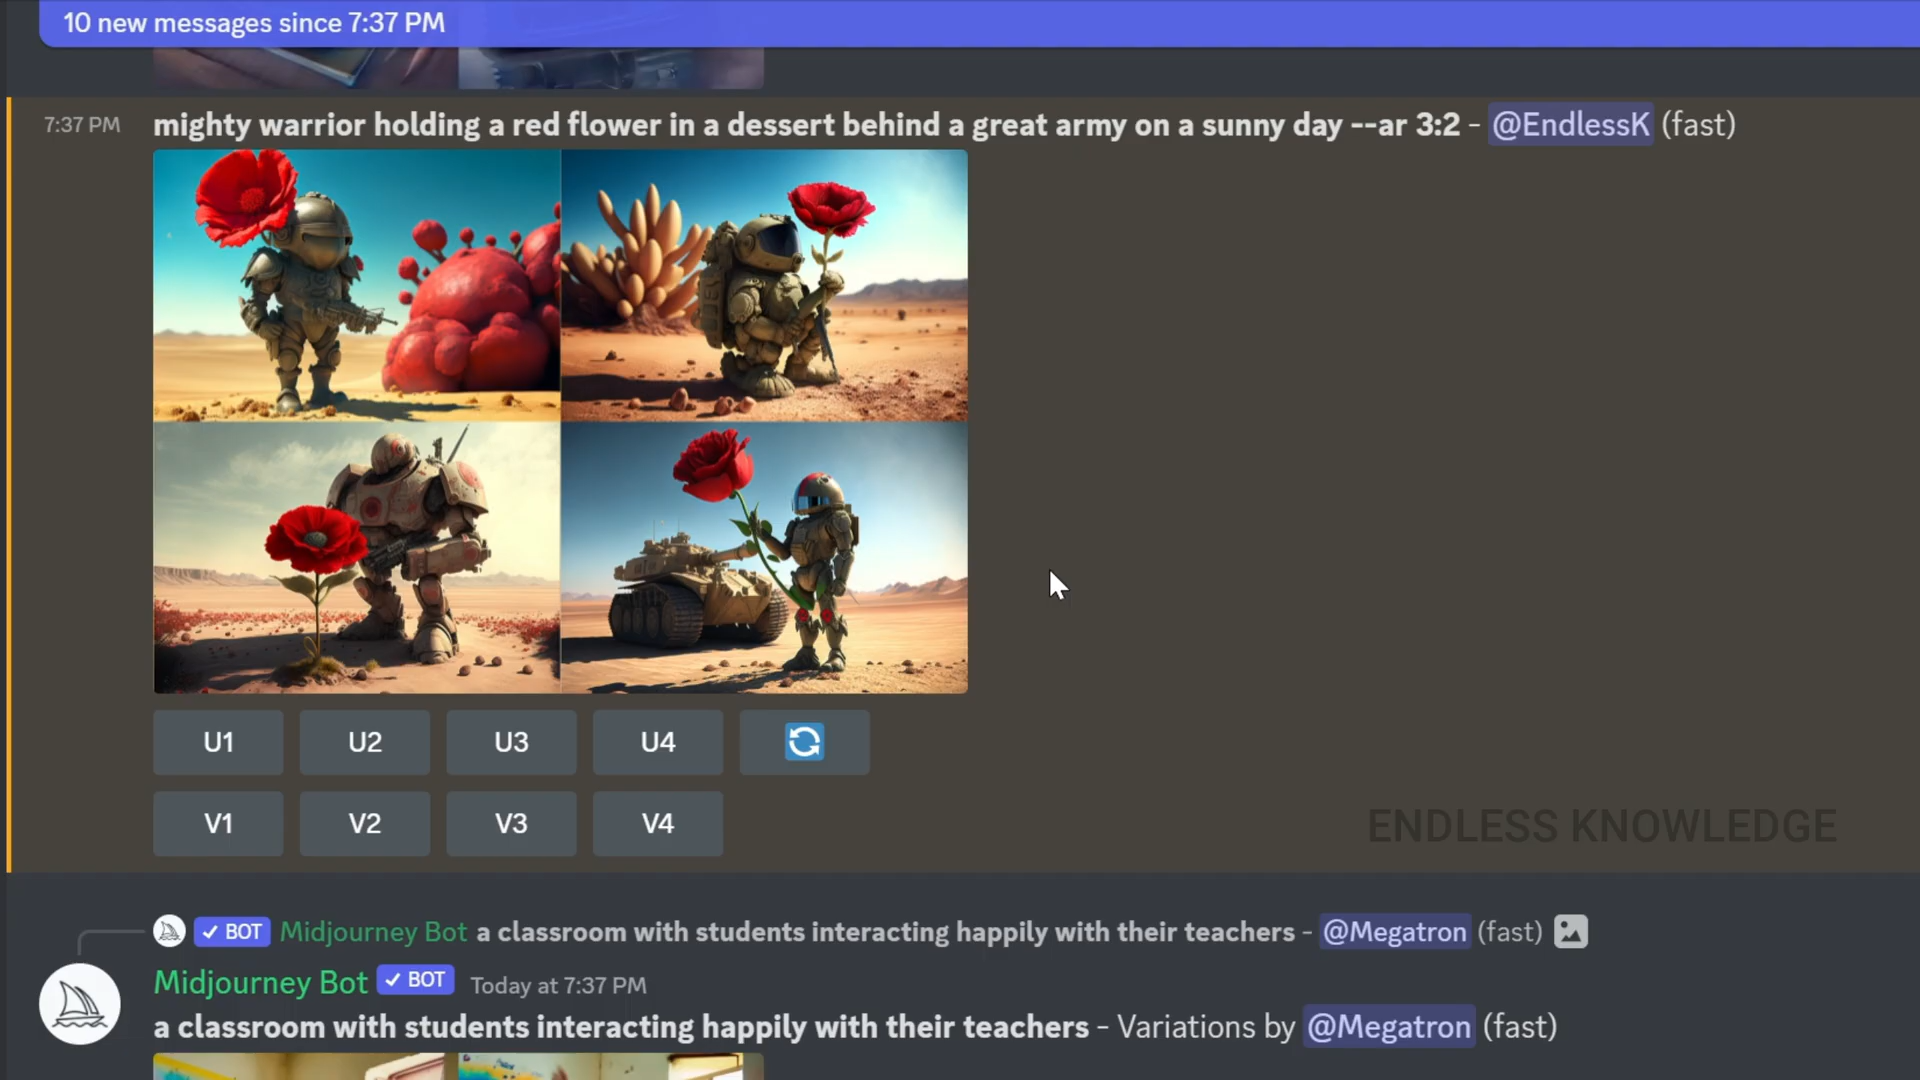 10 new messages since 7:37 PM
7:37 PM mighty warrior holding a red flower in a dessert behind a great army on a sunny day --ar 3:2 - @EndlessK (fast)
U1 U2 U3 U4
V1 V2 V3 V4
ENDLESS KNOWLEDGE
✓ BOT Midjourney Bot a classroom with students interacting happily with their teachers - @Megatron (fast)
Midjourney Bot ✓ BOT Today at 7:37 PM
a classroom with students interacting happily with their teachers - Variations by @Megatron (fast)